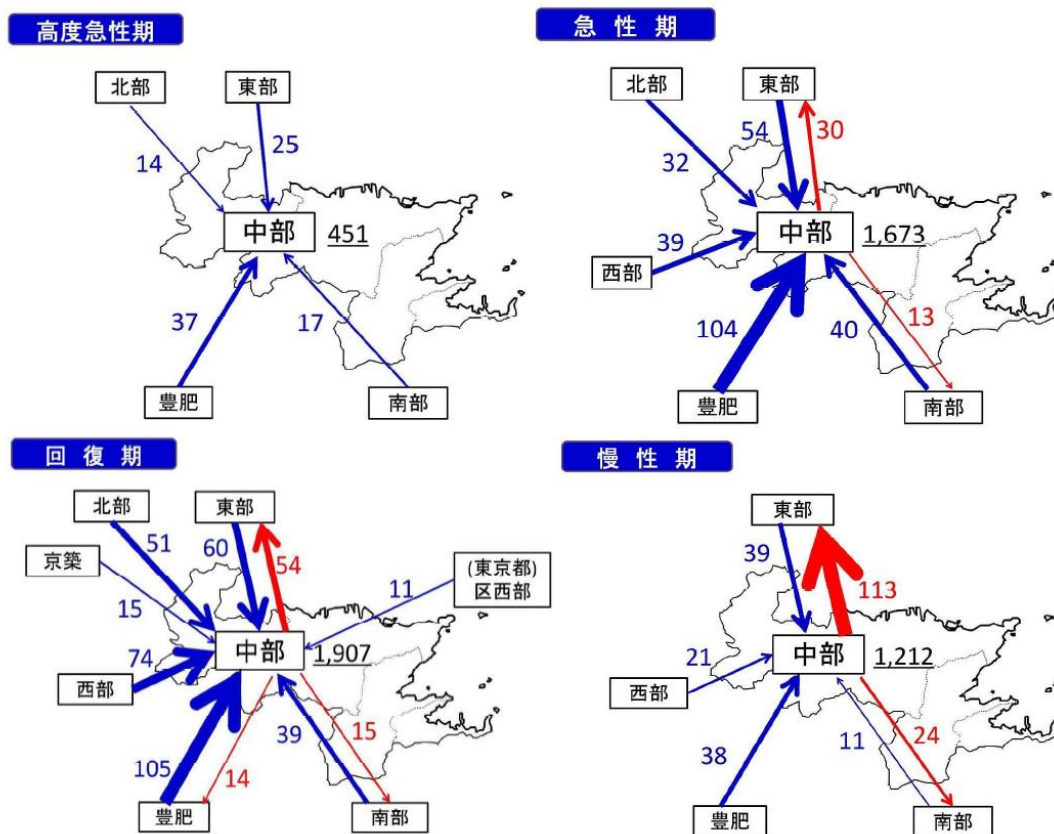 高度急性期
北部
東部
14
25
中部
451
37
17
豊肥
南部
急性期
北部
東部
54
30
32
39
西部
中部
1,673
104
40
13
豊肥
南部
回復期
北部
東部
京築
51
60
54
11
(東京都)
区西部
15
74
西部
中部
1,907
105
14
39
15
豊肥
南部
慢性期
東部
39
113
21
西部
中部
1,212
38
11
24
豊肥
南部